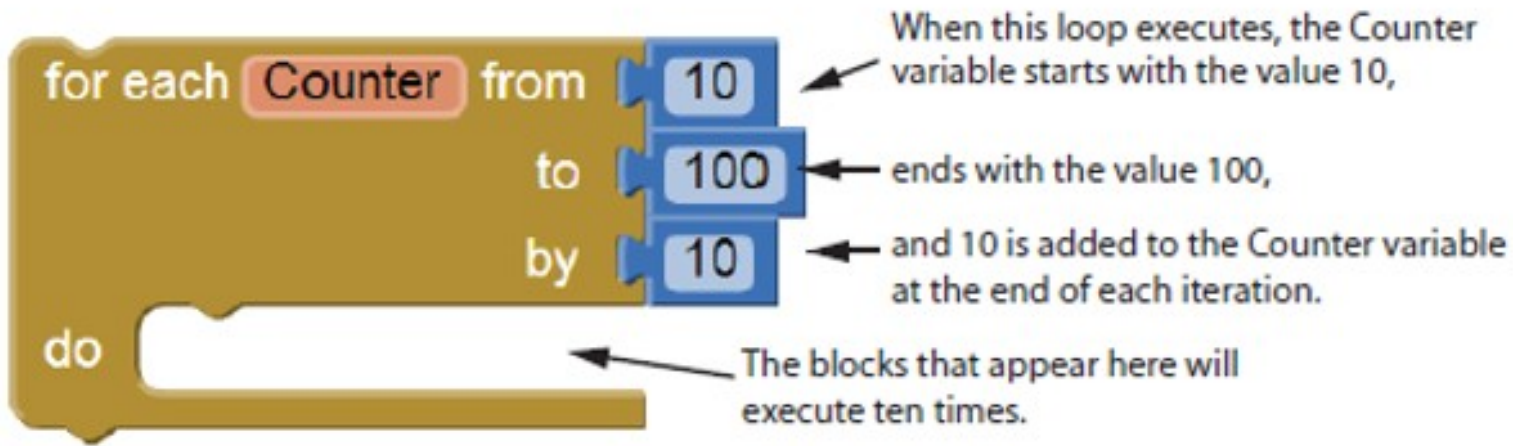 When this loop executes, the Counter
variable starts with the value 10,
for each Counter from 10
to 100
ends with the value 100,
by 10
and 10 is added to the Counter variable
at the end of each iteration.
do
The blocks that appear here will
execute ten times.